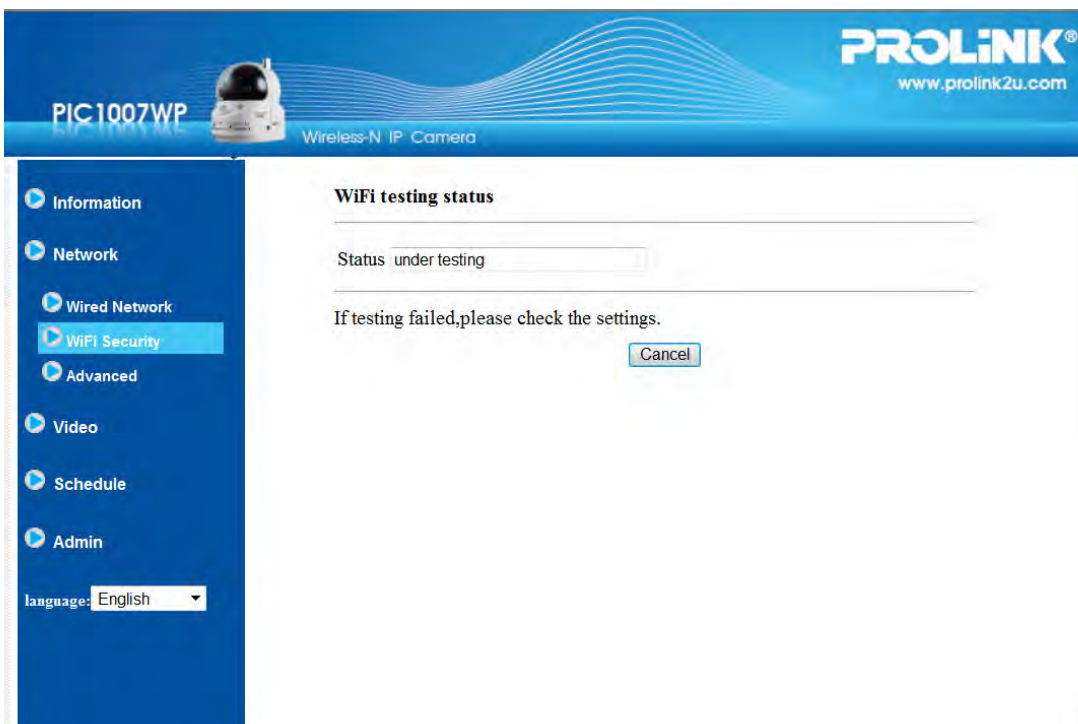 PROLiNK®
www.prolink2u.com
PIC1007WP
Wireless-N IP Camera
Information
Network
Wired Network
WiFi Security
Advanced
Video
Schedule
Admin
language: English
WiFi testing status
Status under testing
If testing failed,please check the settings.
Cancel